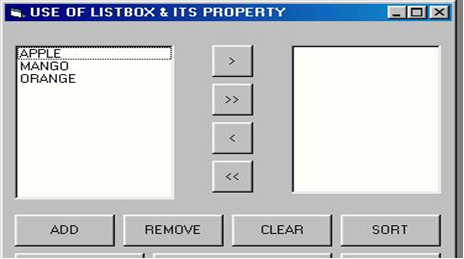 USE OF LISTBOX & ITS PROPERTY
APPLE
MANGO
ORANGE
>
>>
<
<<
ADD REMOVE CLEAR SORT